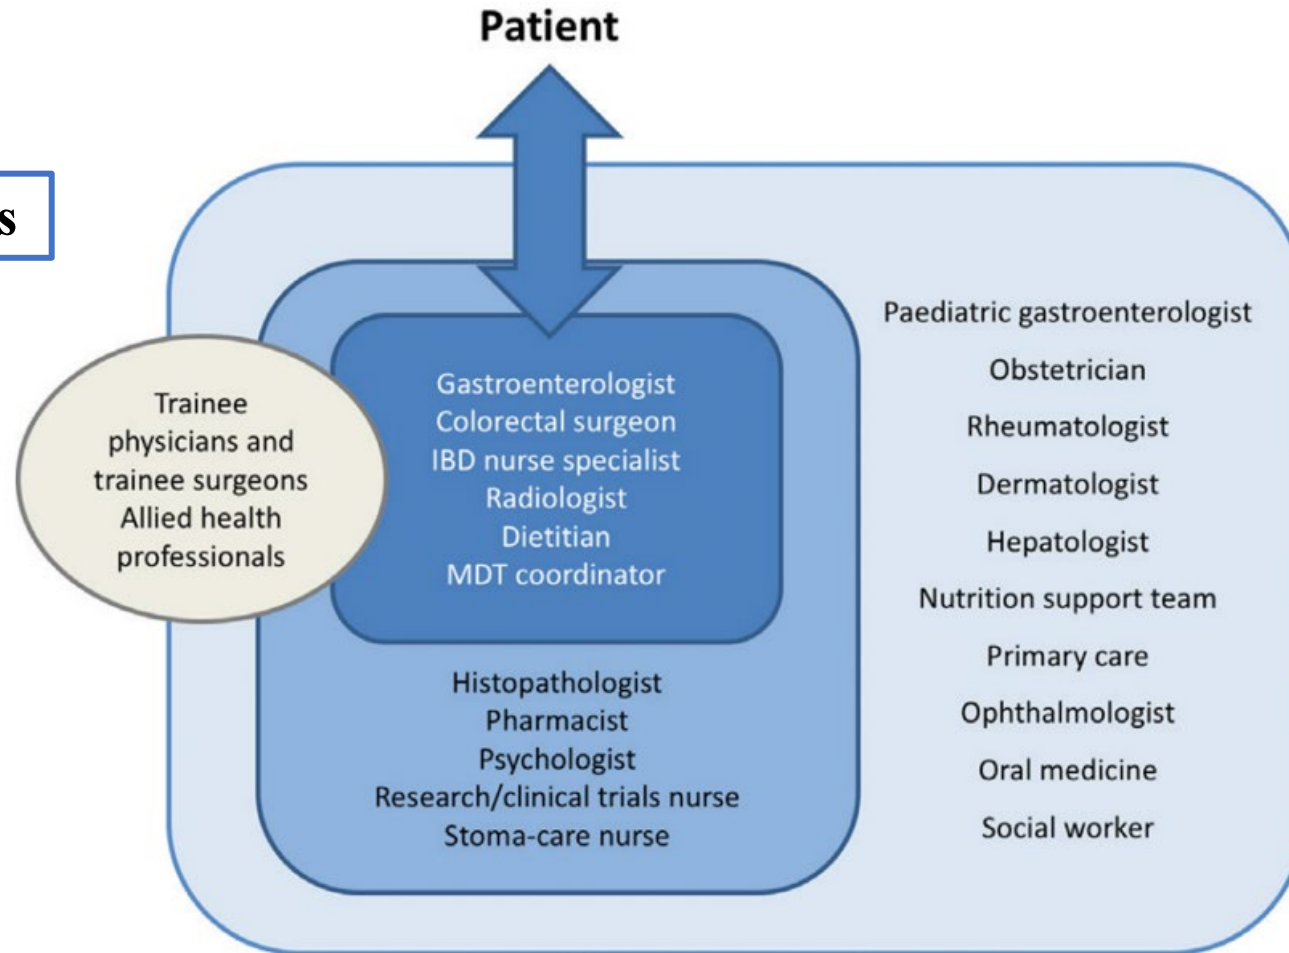 Patient
s
Trainee
physicians and
trainee surgeons
Allied health
professionals
Gastroenterologist
Colorectal surgeon
IBD nurse specialist
Radiologist
Dietitian
MDT coordinator
Histopathologist
Pharmacist
Psychologist
Research/clinical trials nurse
Stoma-care nurse
Paediatric gastroenterologist
Obstetrician
Rheumatologist
Dermatologist
Hepatologist
Nutrition support team
Primary care
Ophthalmologist
Oral medicine
Social worker